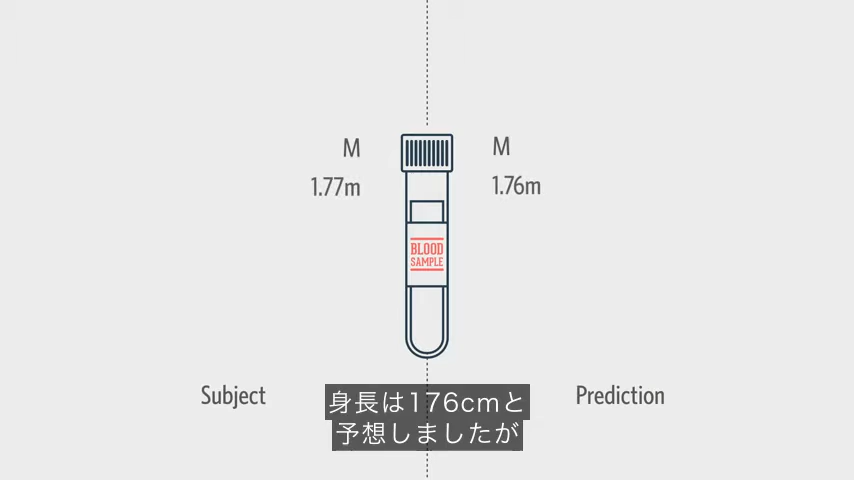 M
1.77m
M
1.76m
BLOOD
SAMPLE
Subject
Prediction
身長は176cmと
予想しましたが